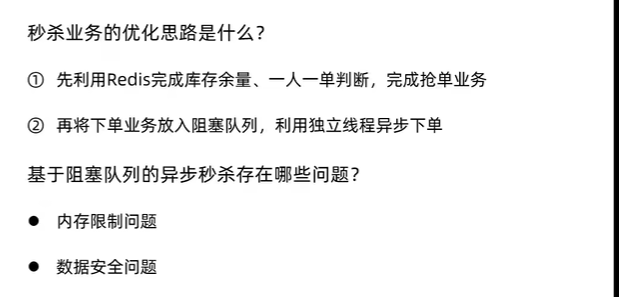 秒杀业务的优化思路是什么?
① 先利用Redis完成库存余量、一人一单判断，完成抢单业务
② 再将下单业务放入阻塞队列，利用独立线程异步下单
基于阻塞队列的异步秒杀存在哪些问题?
● 内存限制问题
● 数据安全问题